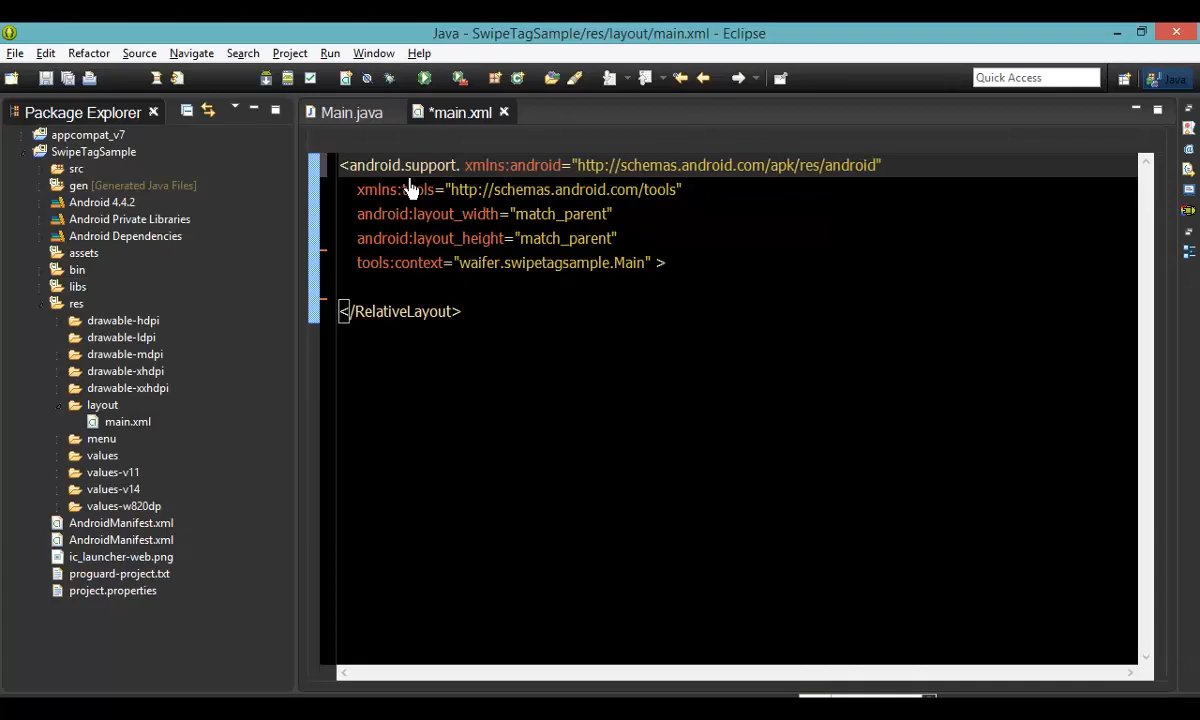 Java - SwipeTagSample/res/layout/main.xml - Eclipse
File Edit Refactor Source Navigate Search Project Run Window Help
Quick Access
Java
Package Explorer
Main.java
*main.xml
appcompat_v7
SwipeTagSample
src
gen [Generated Java Files]
Android 4.4.2
Android Private Libraries
Android Dependencies
assets
bin
libs
res
drawable-hdpi
drawable-ldpi
drawable-mdpi
drawable-xhdpi
drawable-xxhdpi
layout
main.xml
menu
values
values-v11
values-v14
values-w820dp
AndroidManifest.xml
AndroidManifest.xml
ic_launcher-web.png
proguard-project.txt
project.properties
<android.support. xmlns:android="http://schemas.android.com/apk/res/android"
xmlns:tools="http://schemas.android.com/tools"
android:layout_width="match_parent"
android:layout_height="match_parent"
tools:context="waifer.swipetagsample.Main" >
</RelativeLayout>